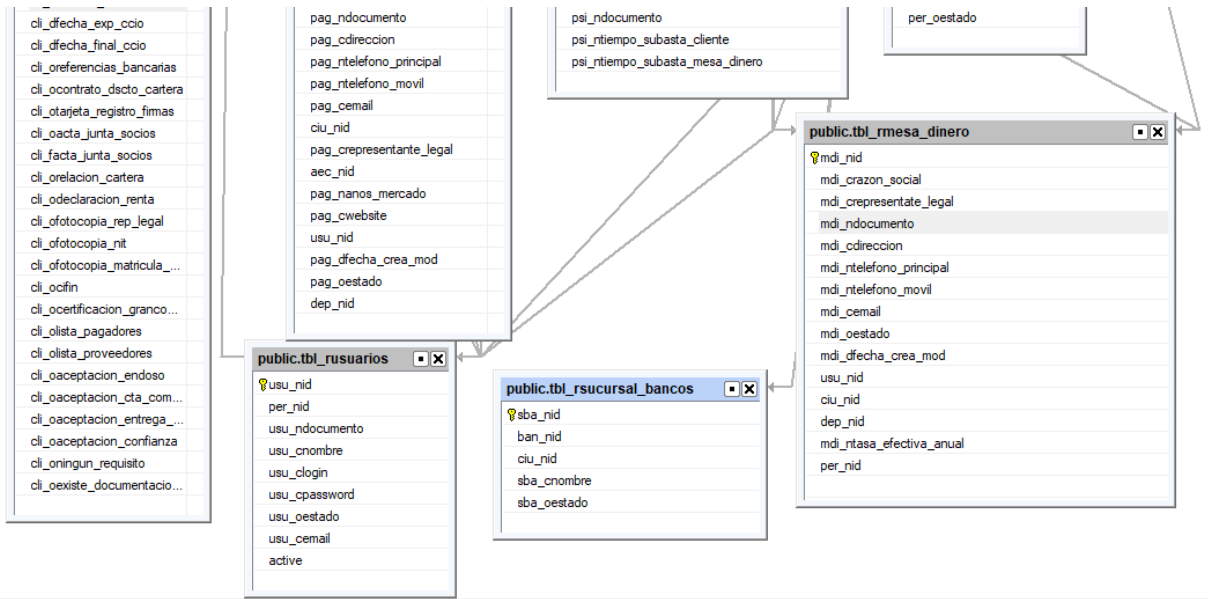 cli_dfecha_exp_ccio
cli_dfecha_final_ccio
cli_oreferencias_bancarias
cli_ocontrato_dscto_cartera
cli_otarjeta_registro_firmas
cli_oacta_junta_socios
cli_facta_junta_socios
cli_orelacion_cartera
cli_odeclaracion_renta
cli_ofotocopia_rep_legal
cli_ofotocopia_nit
cli_ofotocopia_matricula_...
cli_ocifin
cli_ocertificacion_granco...
cli_olista_pagadores
cli_olista_proveedores
cli_oaceptacion_endoso
cli_oaceptacion_cta_com...
cli_oaceptacion_entrega_...
cli_oaceptacion_confianza
cli_oningun_requisito
cli_oexiste_documentacio...
pag_ndocumento
pag_cdireccion
pag_ntelefono_principal
pag_ntelefono_movil
pag_cemail
ciu_nid
pag_crepresentante_legal
aec_nid
pag_nanos_mercado
pag_cwebsite
usu_nid
pag_dfecha_crea_mod
pag_oestado
dep_nid
psi_ndocumento
psi_ntiempo_subasta_cliente
psi_ntiempo_subasta_mesa_dinero
per_oestado
public.tbl_rusuarios
usu_nid
per_nid
usu_ndocumento
usu_cnombre
usu_clogin
usu_cpassword
usu_oestado
usu_cemail
active
public.tbl_rsucursal_bancos
sba_nid
ban_nid
ciu_nid
sba_cnombre
sba_oestado
public.tbl_rmesa_dinero
mdi_nid
mdi_crazon_social
mdi_crepresentate_legal
mdi_ndocumento
mdi_cdireccion
mdi_ntelefono_principal
mdi_ntelefono_movil
mdi_cemail
mdi_oestado
mdi_dfecha_crea_mod
usu_nid
ciu_nid
dep_nid
mdi_ntasa_efectiva_anual
per_nid